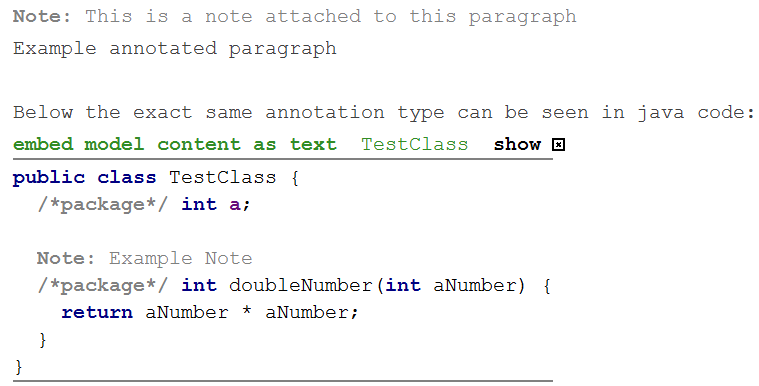 Note: This is a note attached to this paragraph
Example annotated paragraph
Below the exact same annotation type can be seen in java code:
embed model content as text TestClass show
public class TestClass {
/*package*/ int a;
Note: Example Note
/*package*/ int doubleNumber(int aNumber) {
return aNumber * aNumber;
}
}